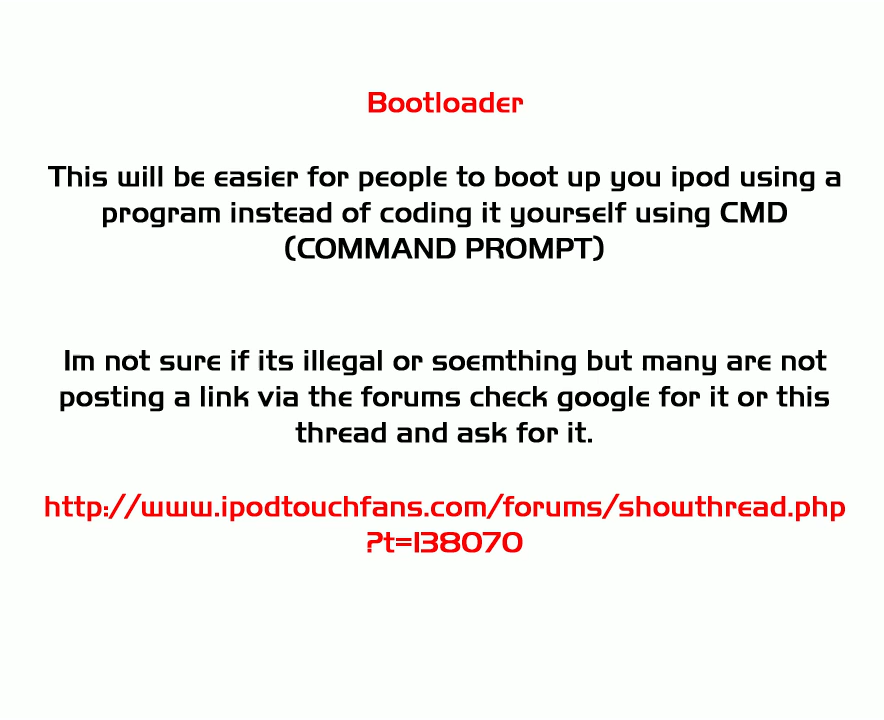 Bootloader
This will be easier for people to boot up you ipod using a
program instead of coding it yourself using CMD
(COMMAND PROMPT)
Im not sure if its illegal or soemthing but many are not
posting a link via the forums check google for it or this
thread and ask for it.
http://www.ipodtouchfans.com/forums/showthread.php
?t=138070